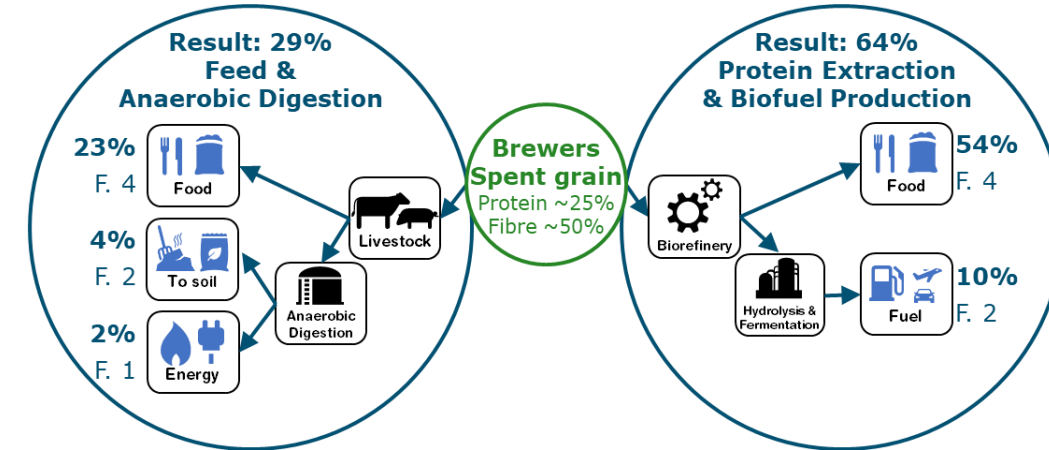 Result: 29%
Feed &
Anaerobic Digestion
23%
F. 4
Food
4%
F. 2
To soil
2%
F. 1
Energy
Livestock
Anaerobic
Digestion
Brewers
Spent grain
Protein ~25%
Fibre ~50%
Result: 64%
Protein Extraction
& Biofuel Production
Biorefinery
Hydrolysis &
Fermentation
Food
54%
F. 4
Fuel
10%
F. 2